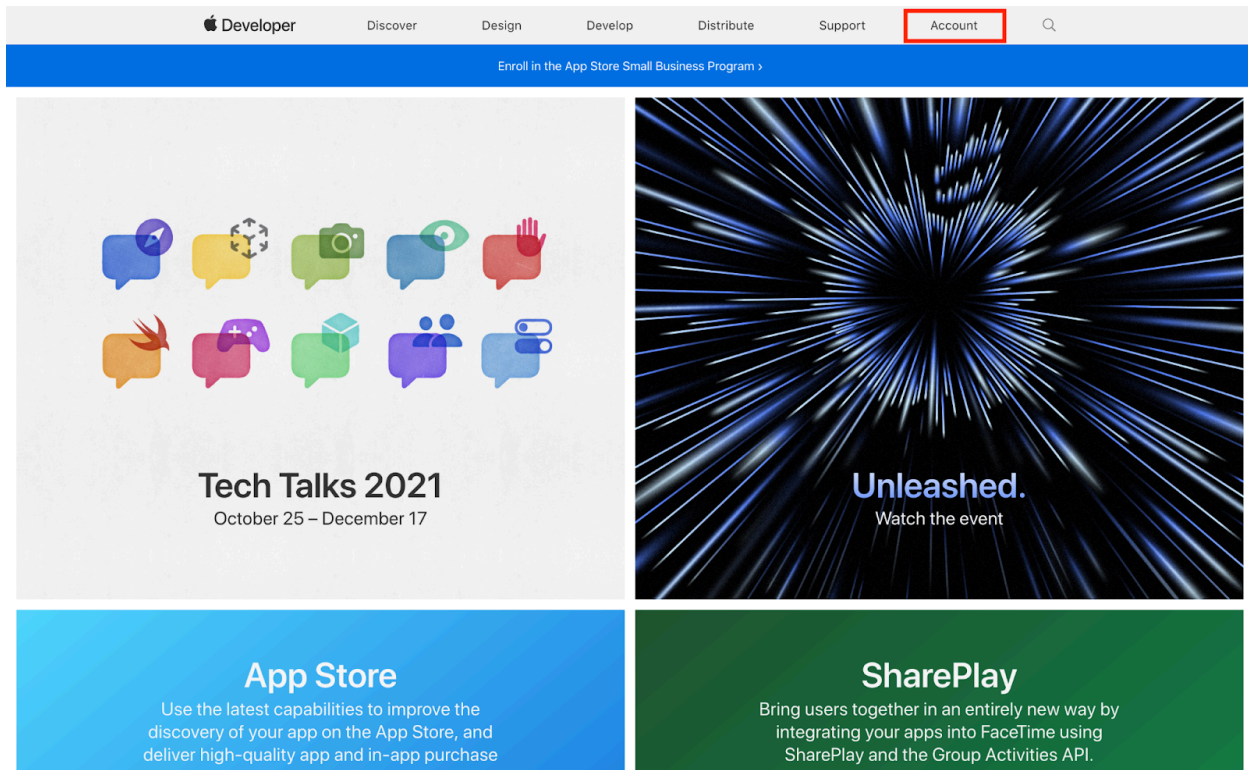 Developer
Discover
Design
Develop
Distribute
Support
Account
Enroll in the App Store Small Business Program ›
Tech Talks 2021
October 25 – December 17
Unleashed.
Watch the event
App Store
Use the latest capabilities to improve the
discovery of your app on the App Store, and
deliver high-quality app and in-app purchase
SharePlay
Bring users together in an entirely new way by
integrating your apps into FaceTime using
SharePlay and the Group Activities API.